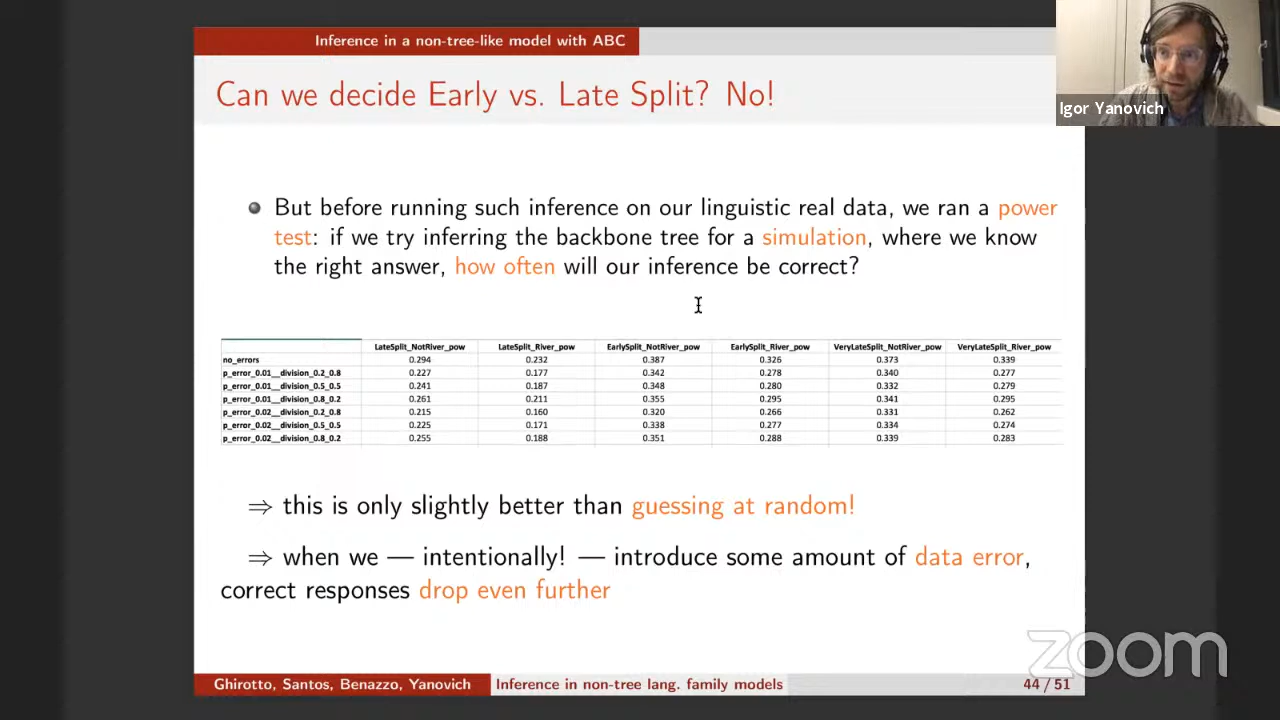 Inference in a non-tree-like model with ABC
Igor Yanovich
Can we decide Early vs. Late Split? No!
But before running such inference on our linguistic real data, we ran a power
test: if we try inferring the backbone tree for a simulation, where we know
the right answer, how often will our inference be correct?
LateSplit_NotRiver_pow LateSplit_River_pow EarlySplit_NotRiver_pow EarlySplit_River_pow VeryLateSplit_NotRiver_pow VeryLateSplit_River_pow
no_errors 0.294 0.232 0.387 0.326 0.373 0.339
p_error_0.01__division_0.2_0.8 0.227 0.177 0.342 0.278 0.340 0.277
p_error_0.01__division_0.5_0.5 0.241 0.187 0.348 0.280 0.332 0.279
p_error_0.01__division_0.8_0.2 0.261 0.211 0.355 0.295 0.341 0.295
p_error_0.02__division_0.2_0.8 0.215 0.160 0.320 0.266 0.331 0.262
p_error_0.02__division_0.5_0.5 0.225 0.171 0.338 0.277 0.334 0.274
p_error_0.02__division_0.8_0.2 0.255 0.188 0.351 0.288 0.339 0.283
⇒ this is only slightly better than guessing at random!
⇒ when we — intentionally! — introduce some amount of data error,
correct responses drop even further
zoom
Ghirotto, Santos, Benazzo, Yanovich Inference in non-tree lang. family models 44 / 51